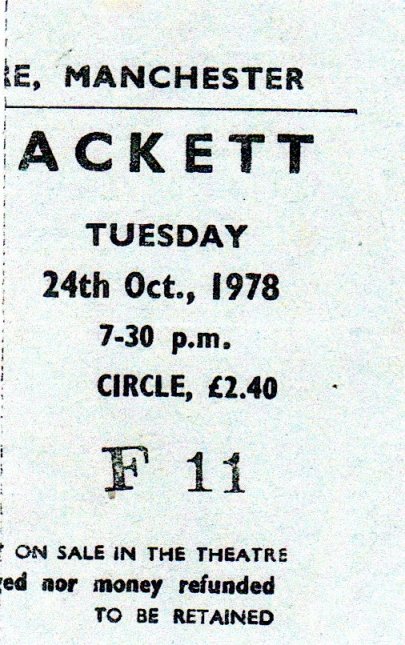 RE, MANCHESTER
ACKETT
TUESDAY
24th Oct., 1978
7-30 p.m.
CIRCLE, £2.40
F 11
ON SALE IN THE THEATRE
ged nor money refunded
TO BE RETAINED